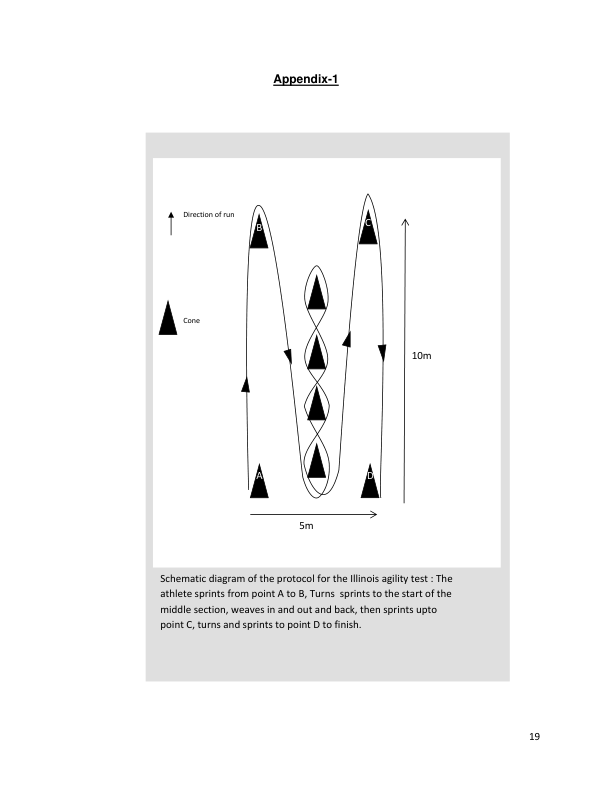 Appendix-1
Direction of run
B
C
Cone
10m
A
D
5m
Schematic diagram of the protocol for the Illinois agility test : The
athlete sprints from point A to B, Turns  sprints to the start of the
middle section, weaves in and out and back, then sprints upto
point C, turns and sprints to point D to finish.
19